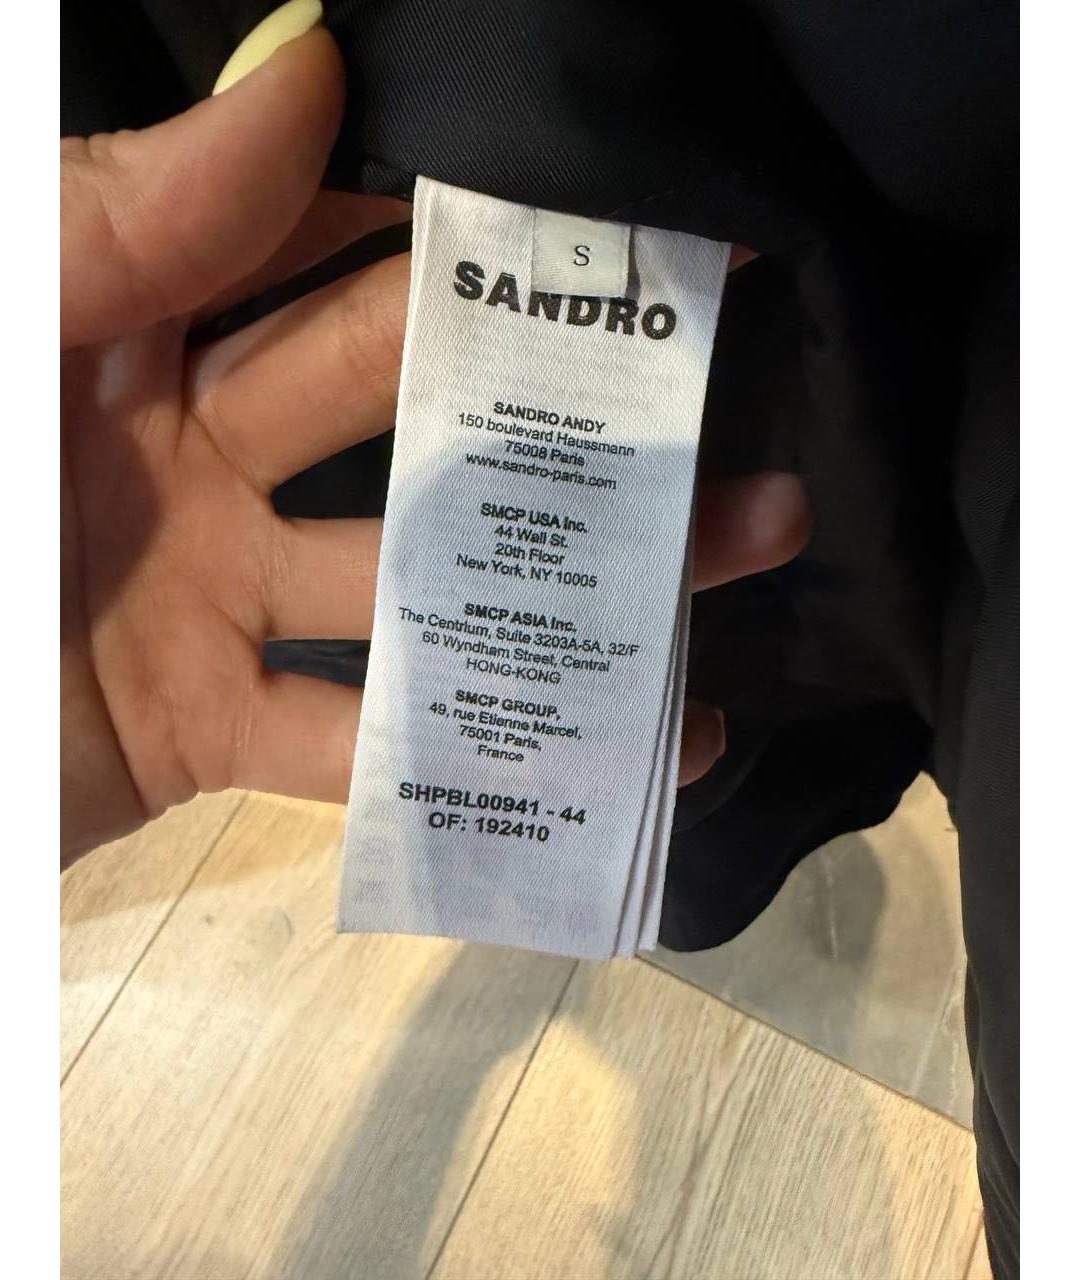 S
SANDRO
SANDRO ANDY
150 boulevard Haussmann
75008 Paris
www.sandro-paris.com
SMCP USA Inc.
44 Wall St.
20th Floor
New York, NY 10005
SMCP ASIA Inc.
The Centrium, Suite 3203A-5A, 32/F
60 Wyndham Street, Central
HONG-KONG
SMCP GROUP,
49, rue Etienne Marcel,
75001 Paris,
France
SHPBL00941 - 44
OF: 192410